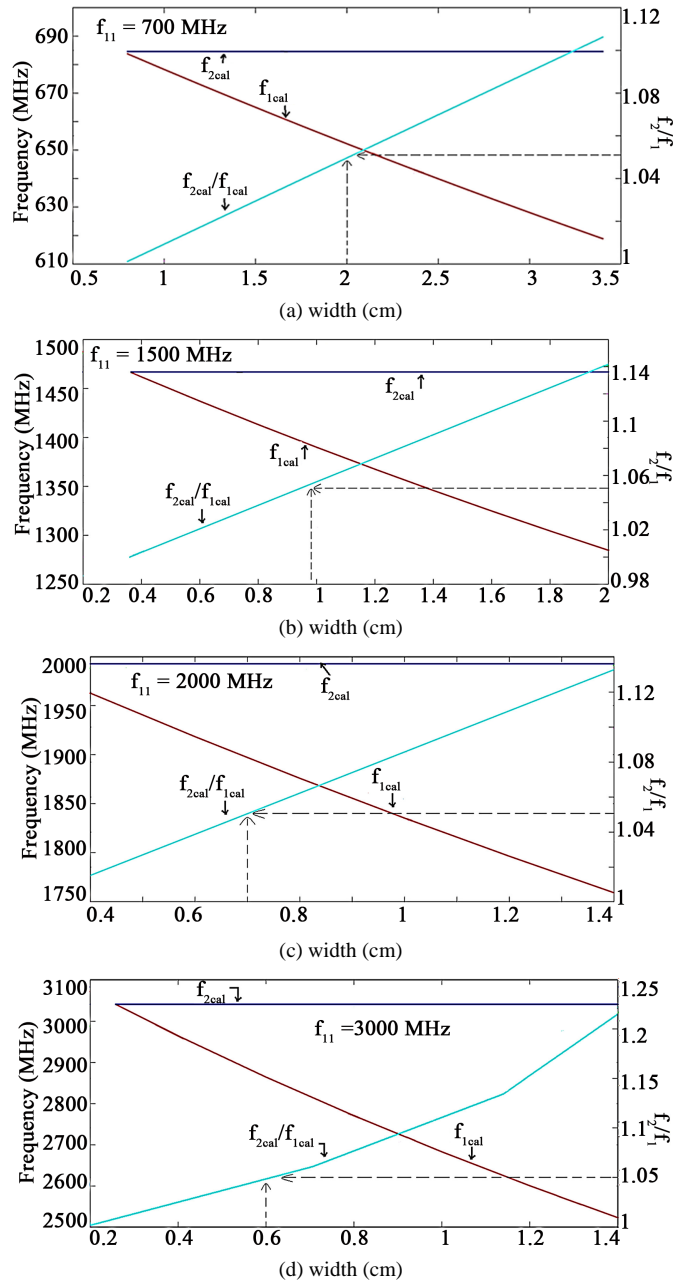 f₁₁ = 700 MHz
f₂cal
f₁cal
f₂cal/f₁cal
Frequency (MHz)
690
670
650
630
610
1.12
1.08
1.04
1
f₂/f₁
0.5 1 1.5 2 2.5 3 3.5
(a) width (cm)
f₁₁ = 1500 MHz
f₂cal
f₁cal
f₂cal/f₁cal
Frequency (MHz)
1500
1450
1400
1350
1300
1250
1.14
1.1
1.06
1.02
0.98
f₂/f₁
0.2 0.4 0.6 0.8 1 1.2 1.4 1.6 1.8 2
(b) width (cm)
f₁₁ = 2000 MHz
f₂cal
f₂cal/f₁cal
f₁cal
Frequency (MHz)
2000
1950
1900
1850
1800
1750
1.12
1.08
1.04
1
f₂/f₁
0.4 0.6 0.8 1 1.2 1.4
(c) width (cm)
f₂cal
f₁₁ =3000 MHz
f₂cal/f₁cal
f₁cal
Frequency (MHz)
3100
3000
2900
2800
2700
2600
2500
1.25
1.2
1.15
1.1
1.05
1
f₂/f₁
0.2 0.4 0.6 0.8 1 1.2 1.4
(d) width (cm)